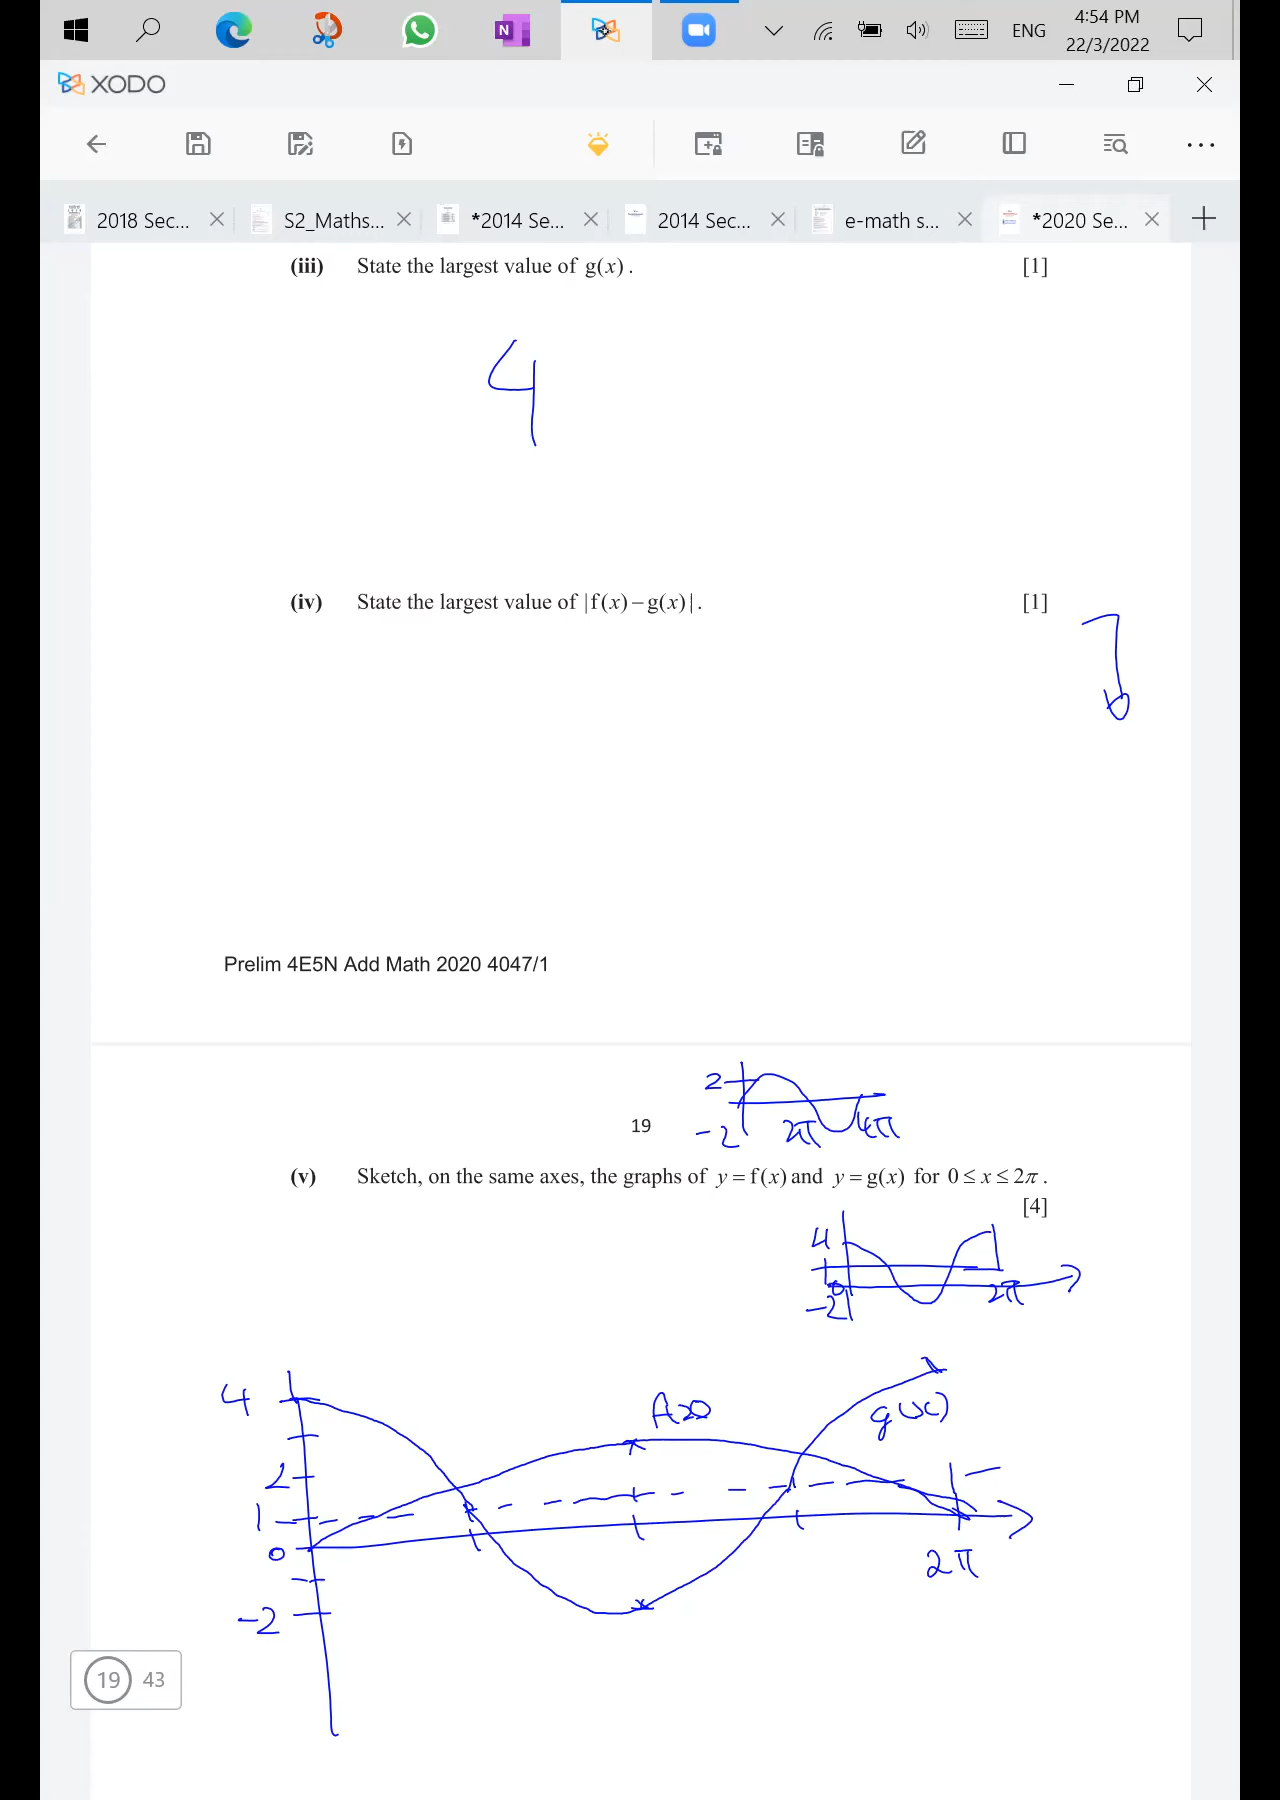 4:54 PM
ENG
22/3/2022
XODO
2018 Sec...
S2_Maths...
*2014 Se...
2014 Sec...
e-math s...
*2020 Se...
(iii) State the largest value of g(x). [1]
4
(iv) State the largest value of |f(x) − g(x)|. [1]
Prelim 4E5N Add Math 2020 4047/1
2
19
-2 2π 4π
(v) Sketch, on the same axes, the graphs of y = f(x) and y = g(x) for 0 ≤ x ≤ 2π.
[4]
4
0
-2 2π
4
g(x)
2
1
0
2π
-2
19 43